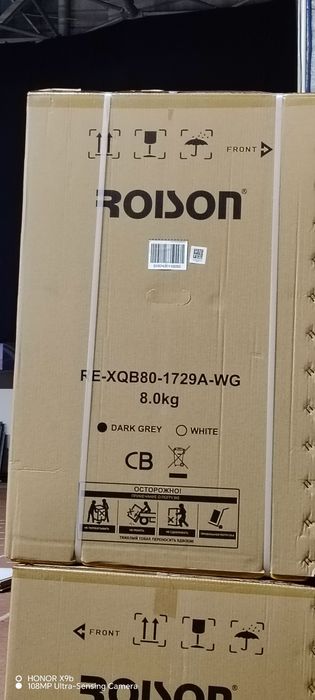 FRONT
ROISON®
RE-XQB80-1729A-WG
8.0kg
DARK GREY WHITE
CB
ОСТОРОЖНО!
FRONT
ROISON
HONOR X9b
108MP Ultra-Sensing Camera